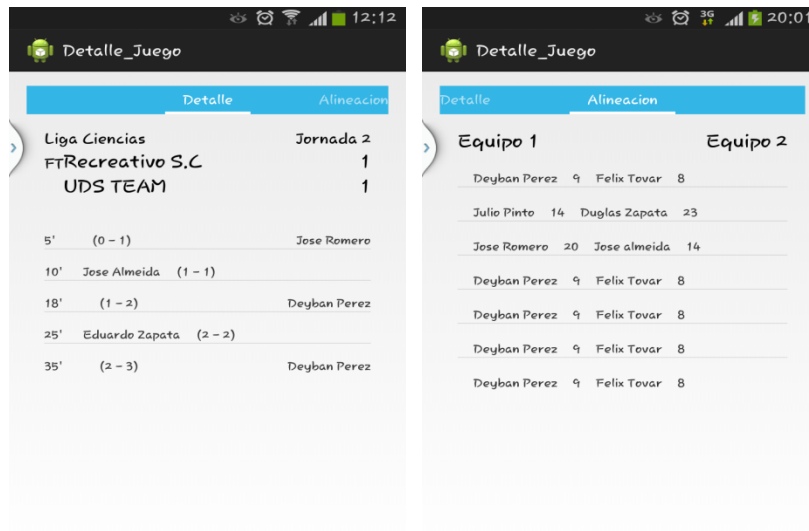 12:12
Detalle_Juego
Detalle Alineacion
Liga Ciencias Jornada 2
FT Recreativo S.C 1
UDS TEAM 1
5' (0 - 1) Jose Romero
10' Jose Almeida (1 - 1)
18' (1 - 2) Deyban Perez
25' Eduardo Zapata (2 - 2)
35' (2 - 3) Deyban Perez
3G 20:01
Detalle_Juego
Detalle Alineacion
Equipo 1 Equipo 2
Deyban Perez 9 Felix Tovar 8
Julio Pinto 14 Duglas Zapata 23
Jose Romero 20 Jose almeida 14
Deyban Perez 9 Felix Tovar 8
Deyban Perez 9 Felix Tovar 8
Deyban Perez 9 Felix Tovar 8
Deyban Perez 9 Felix Tovar 8